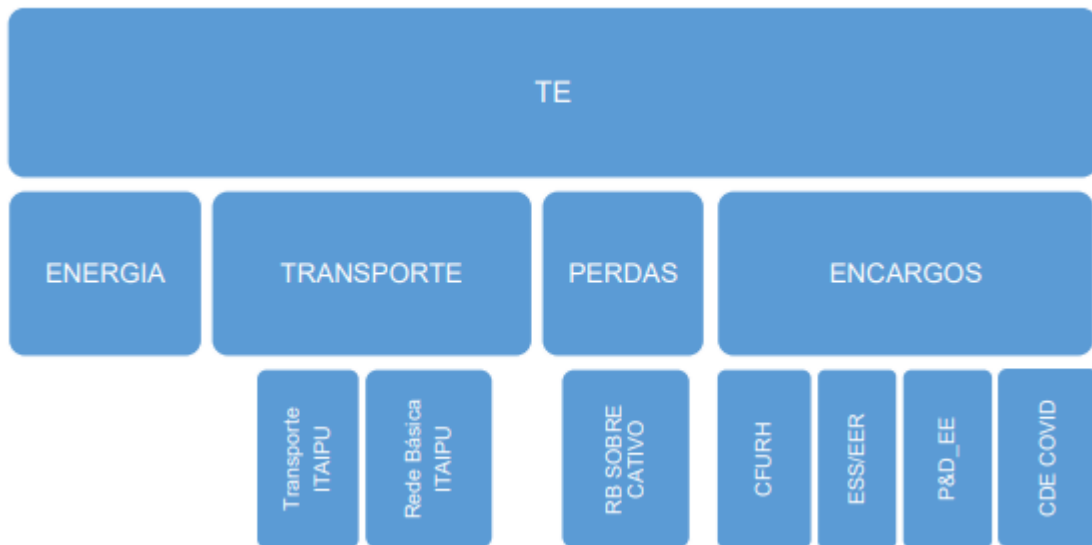 TE
ENERGIA
TRANSPORTE
PERDAS
ENCARGOS
Transporte
ITAIPU
Rede Básica
ITAIPU
RB SOBRE
CATIVO
CFURH
ESS/EER
P&D_EE
CDE COVID